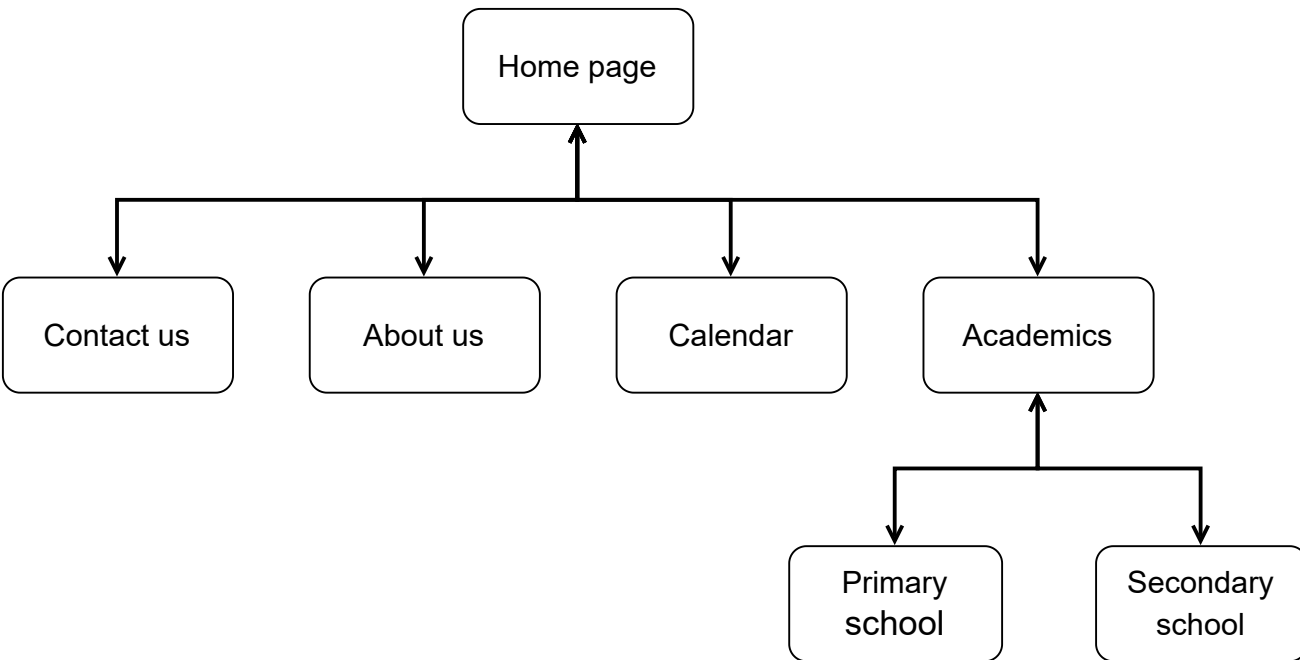 Home page
Contact us
About us
Calendar
Academics
Primary
school
Secondary
school